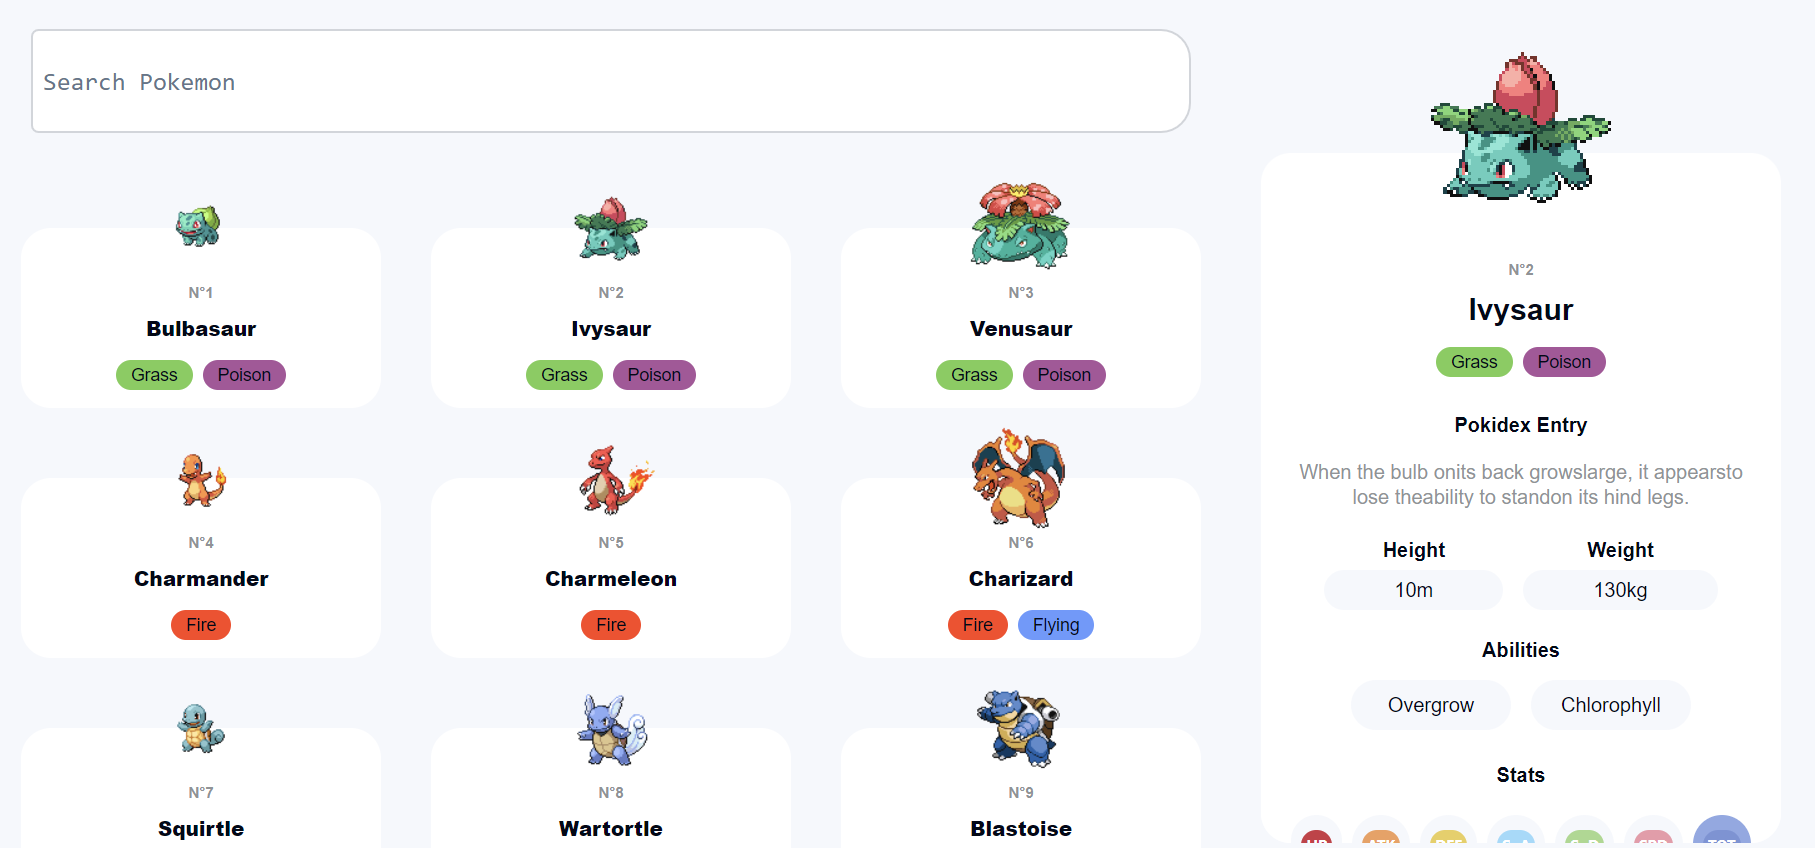 Search Pokemon
N°1
Bulbasaur
Grass Poison
N°2
Ivysaur
Grass Poison
N°3
Venusaur
Grass Poison
N°4
Charmander
Fire
N°5
Charmeleon
Fire
N°6
Charizard
Fire Flying
N°7
Squirtle
N°8
Wartortle
N°9
Blastoise
N°2
Ivysaur
Grass Poison
Pokidex Entry
When the bulb onits back growslarge, it appearsto
lose theability to standon its hind legs.
Height Weight
10m 130kg
Abilities
Overgrow Chlorophyll
Stats